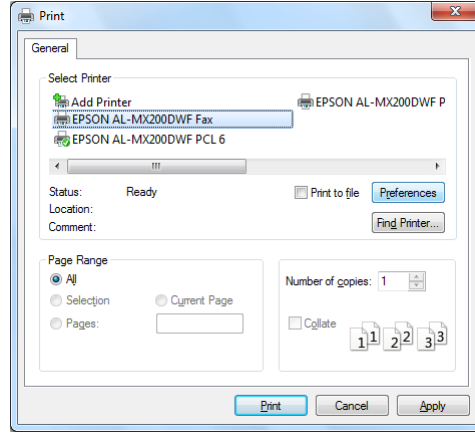 Print
General
Select Printer
Add Printer
EPSON AL-MX200DWF P
EPSON AL-MX200DWF Fax
EPSON AL-MX200DWF PCL 6
Status: Ready
Print to file
Preferences
Location:
Comment:
Find Printer...
Page Range
All
Selection
Current Page
Pages:
Number of copies: 1
Collate
1 1 2 2 3 3
Print
Cancel
Apply